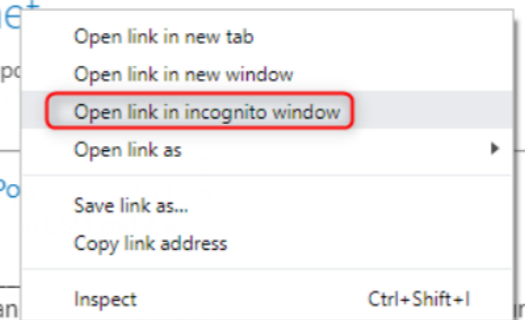 Open link in new tab
Open link in new window
Open link in incognito window
Open link as
Save link as...
Copy link address
Inspect Ctrl+Shift+I